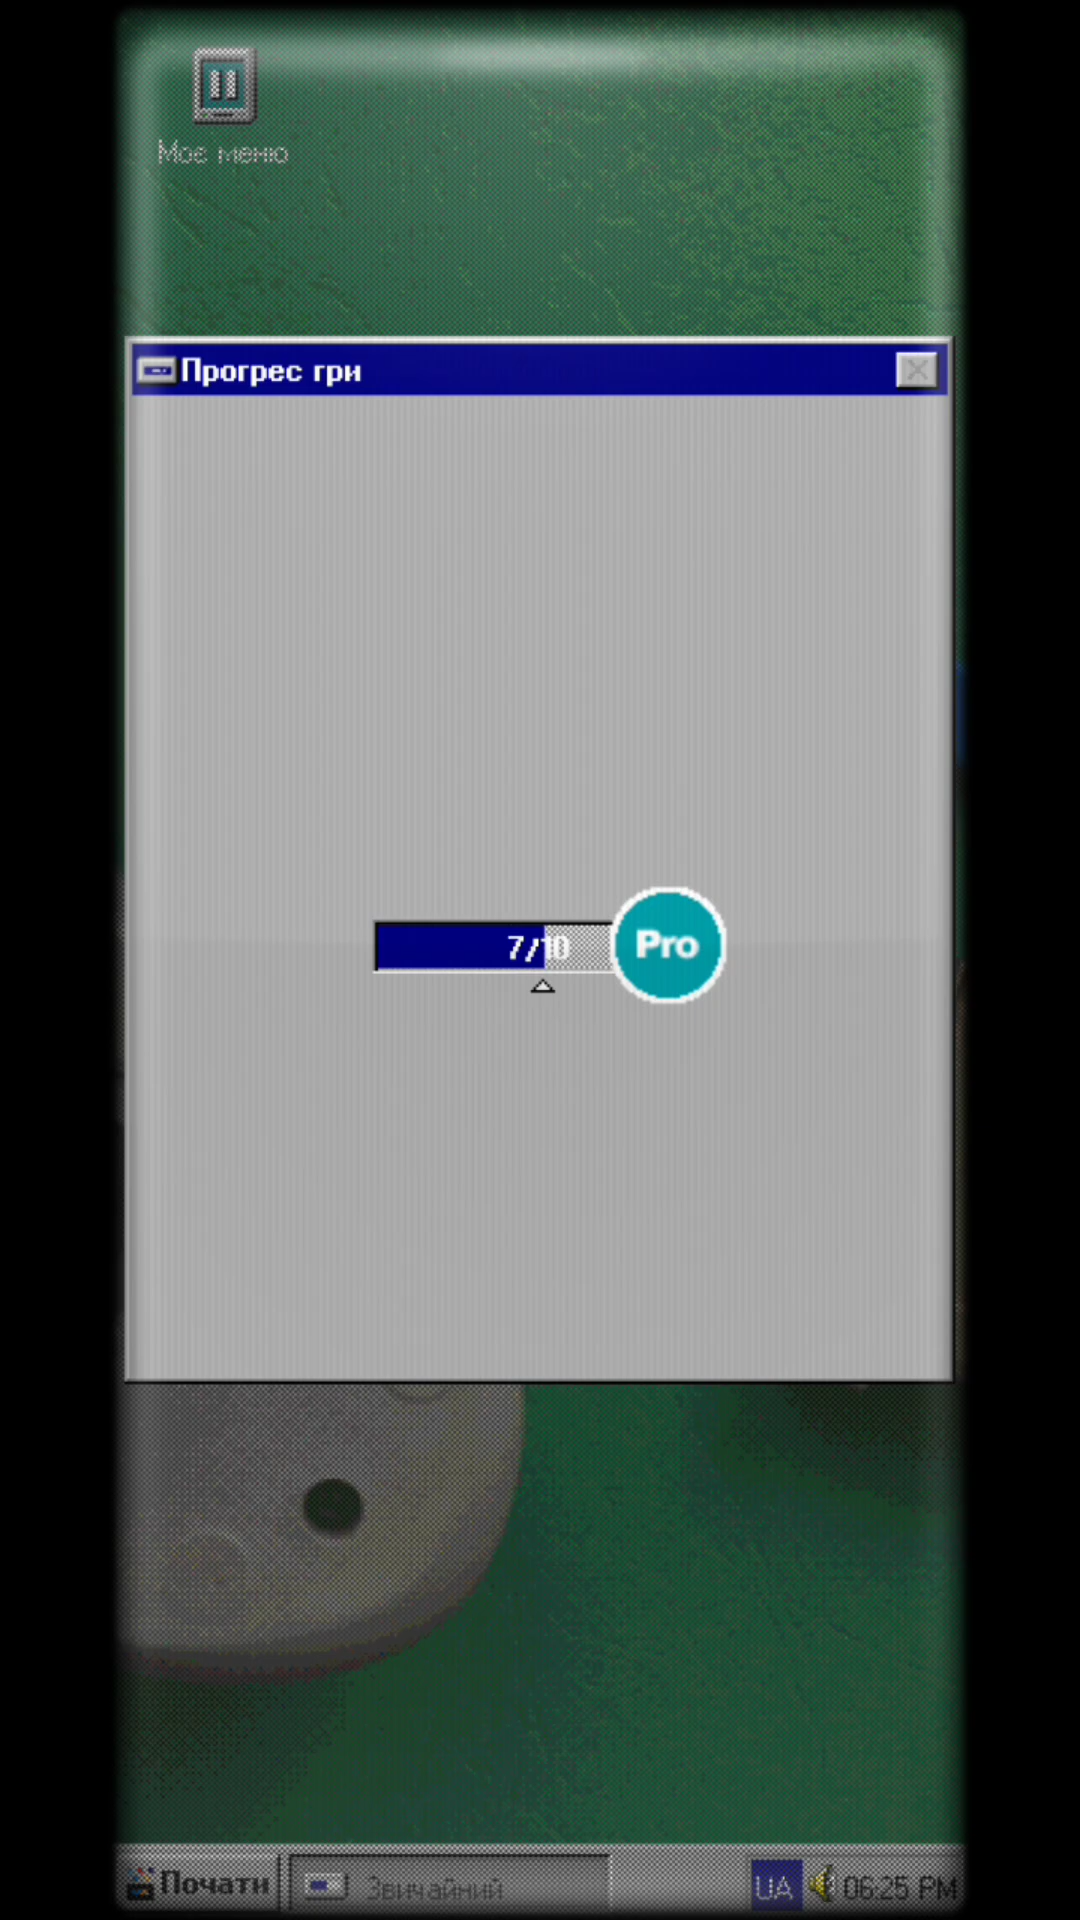 Моє меню
Прогрес гри
7/10
Pro
Почати
Звичайний
UA
06:25 PM